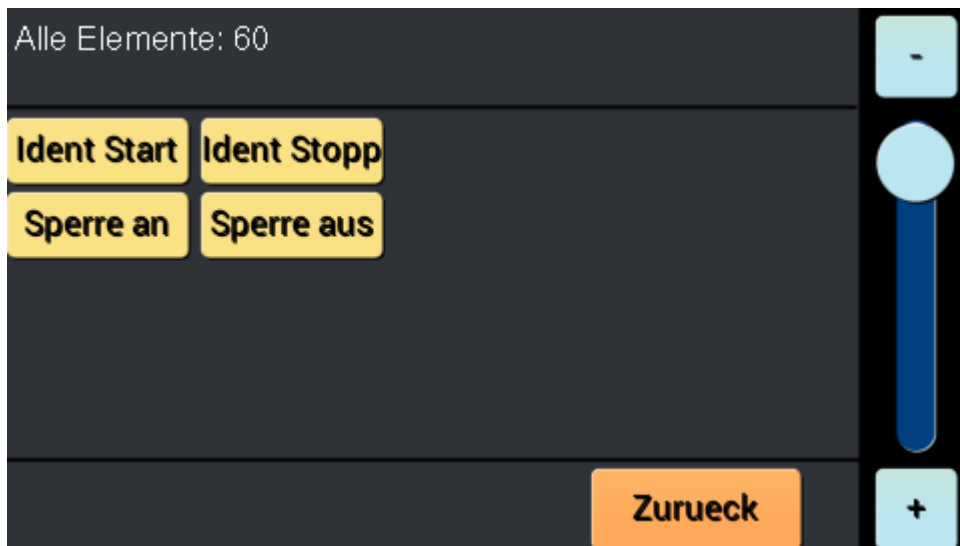 Alle Elemente: 60
-
Ident Start Ident Stopp
Sperre an Sperre aus
Zurueck
+